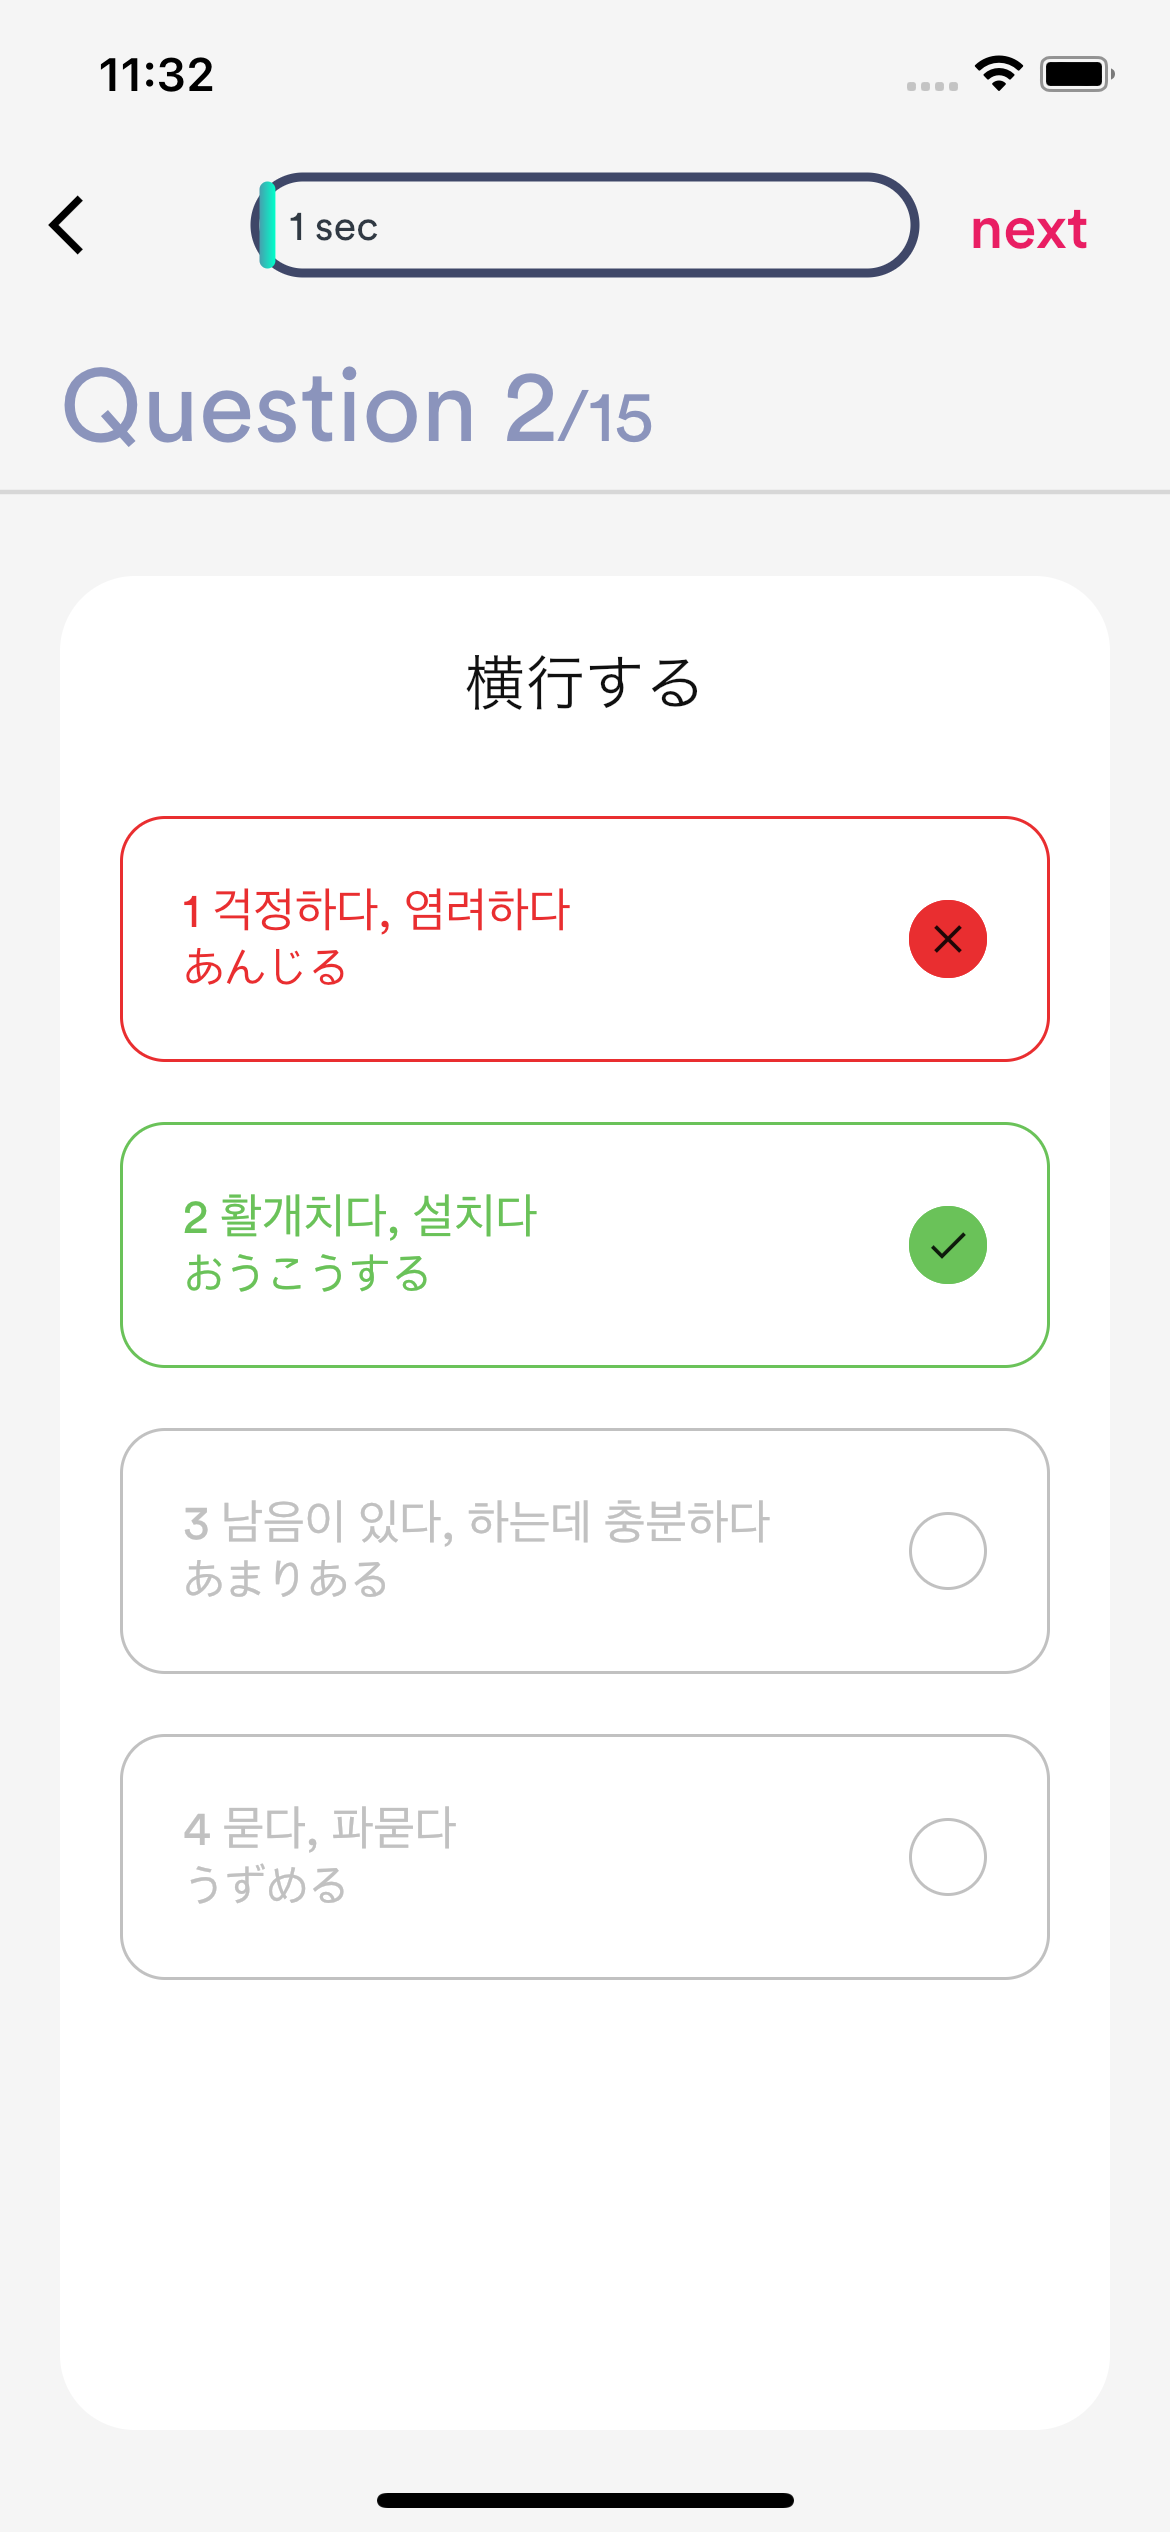 11:32
1 sec
next
Question 2/15
横行する
1 걱정하다, 염려하다
あんじる
2 활개치다, 설치다
おうこうする
3 남음이 있다, 하는데 충분하다
あまりある
4 묻다, 파묻다
うずめる